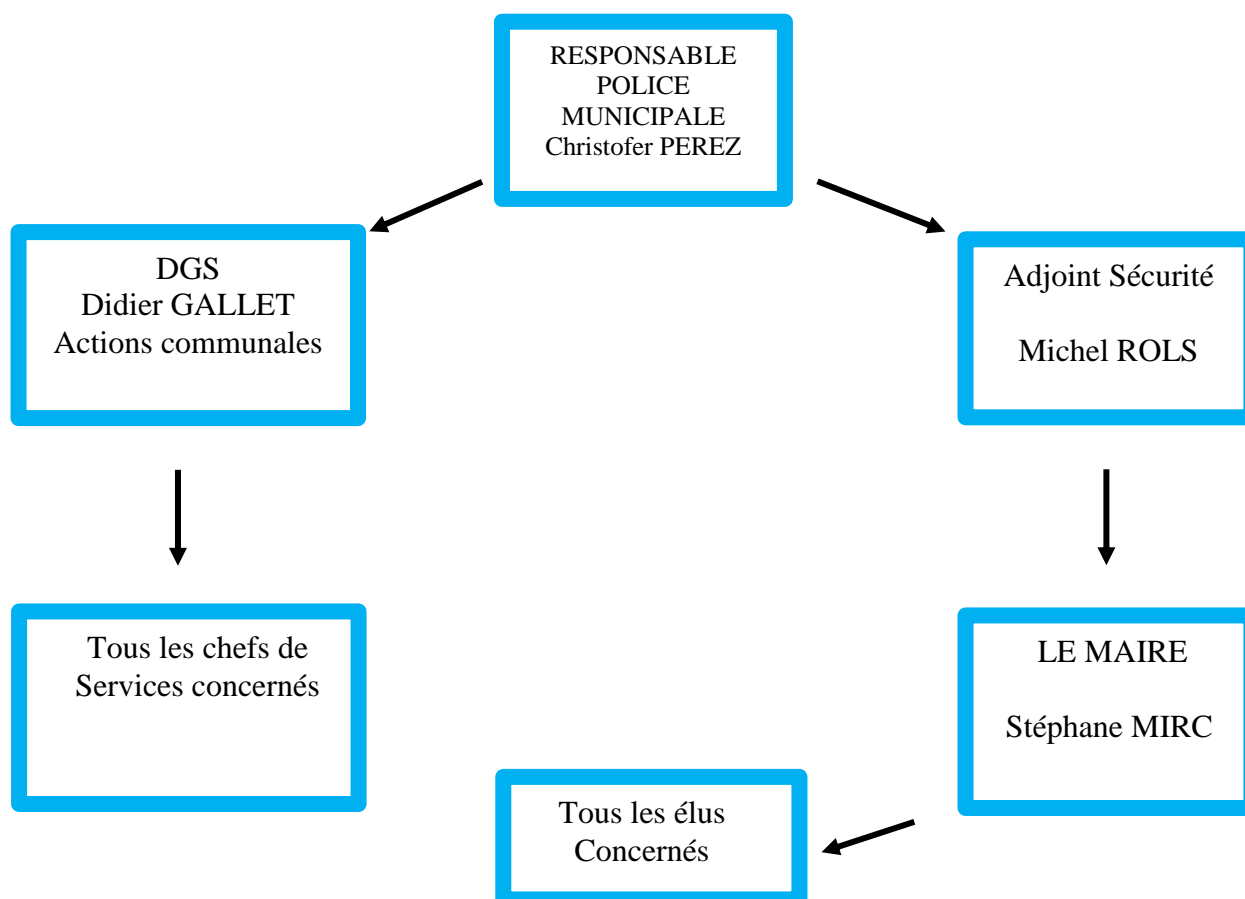 RESPONSABLE
POLICE
MUNICIPALE
Christofer PEREZ
DGS
Didier GALLET
Actions communales
Adjoint Sécurité
Michel ROLS
Tous les chefs de
Services concernés
LE MAIRE
Stéphane MIRC
Tous les élus
Concernés